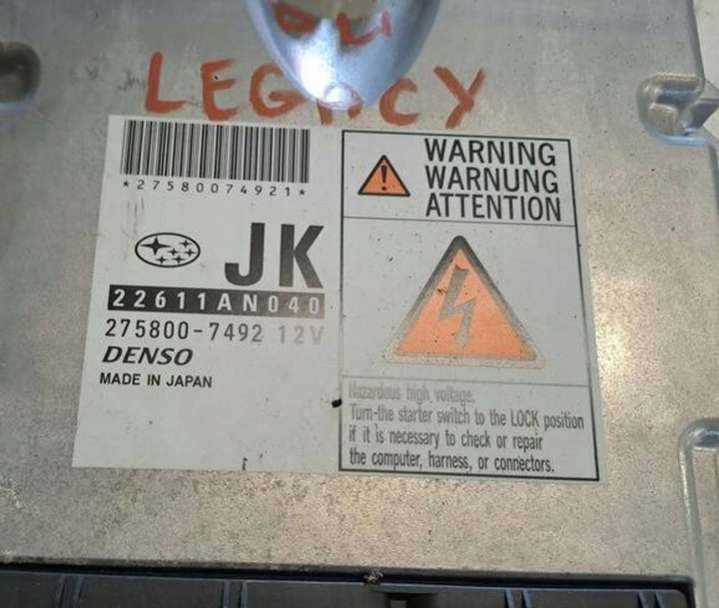 LEGACY
*27580074921*
JK
22611AN040
275800-7492 12V
DENSO
MADE IN JAPAN
WARNING
WARNUNG
ATTENTION
Hazardous high voltage.
Turn-the starter switch to the LOCK position
if it is necessary to check or repair
the computer, harness, or connectors.